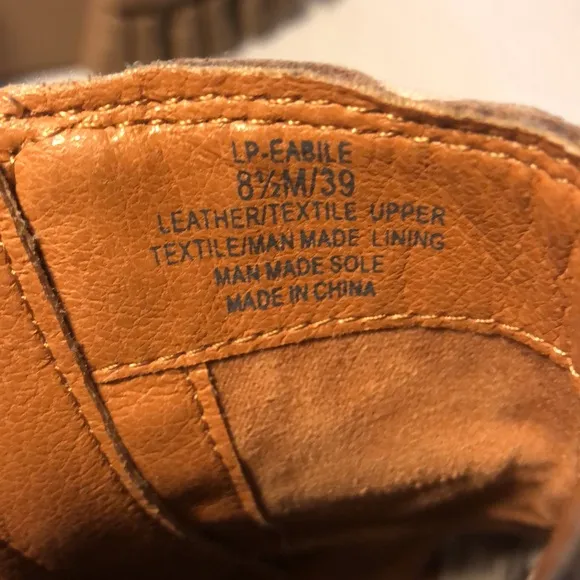 LP-EABILE
8½M/39
LEATHER/TEXTILE UPPER
TEXTILE/MAN MADE LINING
MAN MADE SOLE
MADE IN CHINA